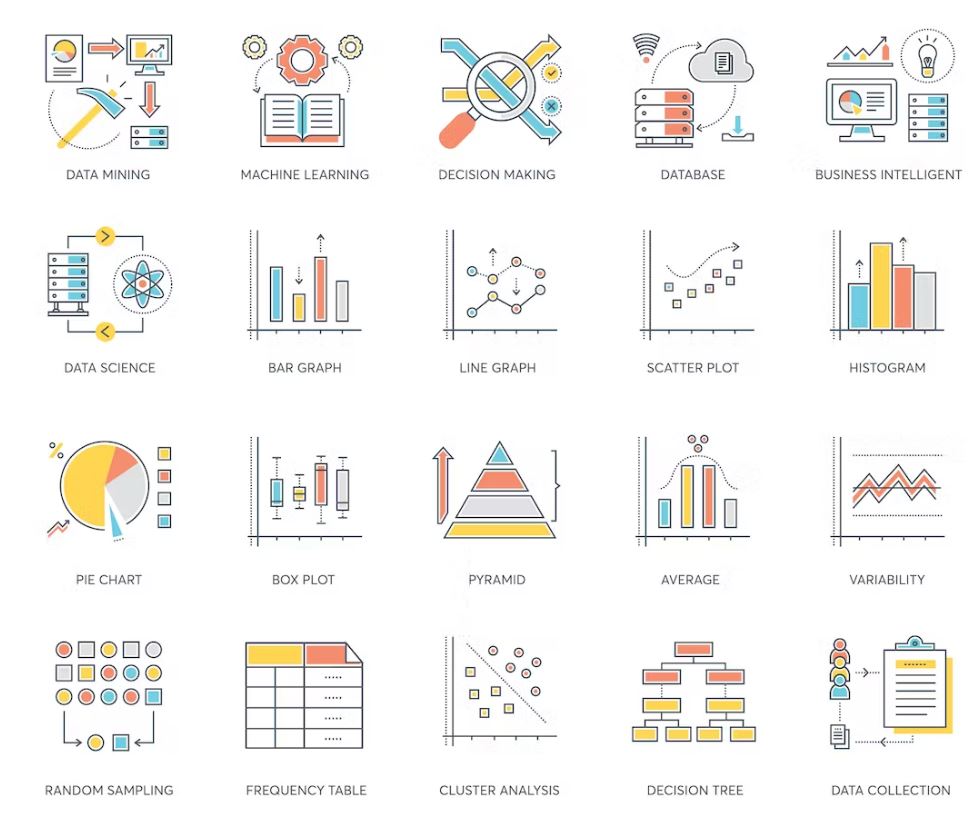 DATA MINING
MACHINE LEARNING
DECISION MAKING
DATABASE
BUSINESS INTELLIGENT
DATA SCIENCE
BAR GRAPH
LINE GRAPH
SCATTER PLOT
HISTOGRAM
PIE CHART
BOX PLOT
PYRAMID
AVERAGE
VARIABILITY
RANDOM SAMPLING
FREQUENCY TABLE
CLUSTER ANALYSIS
DECISION TREE
DATA COLLECTION